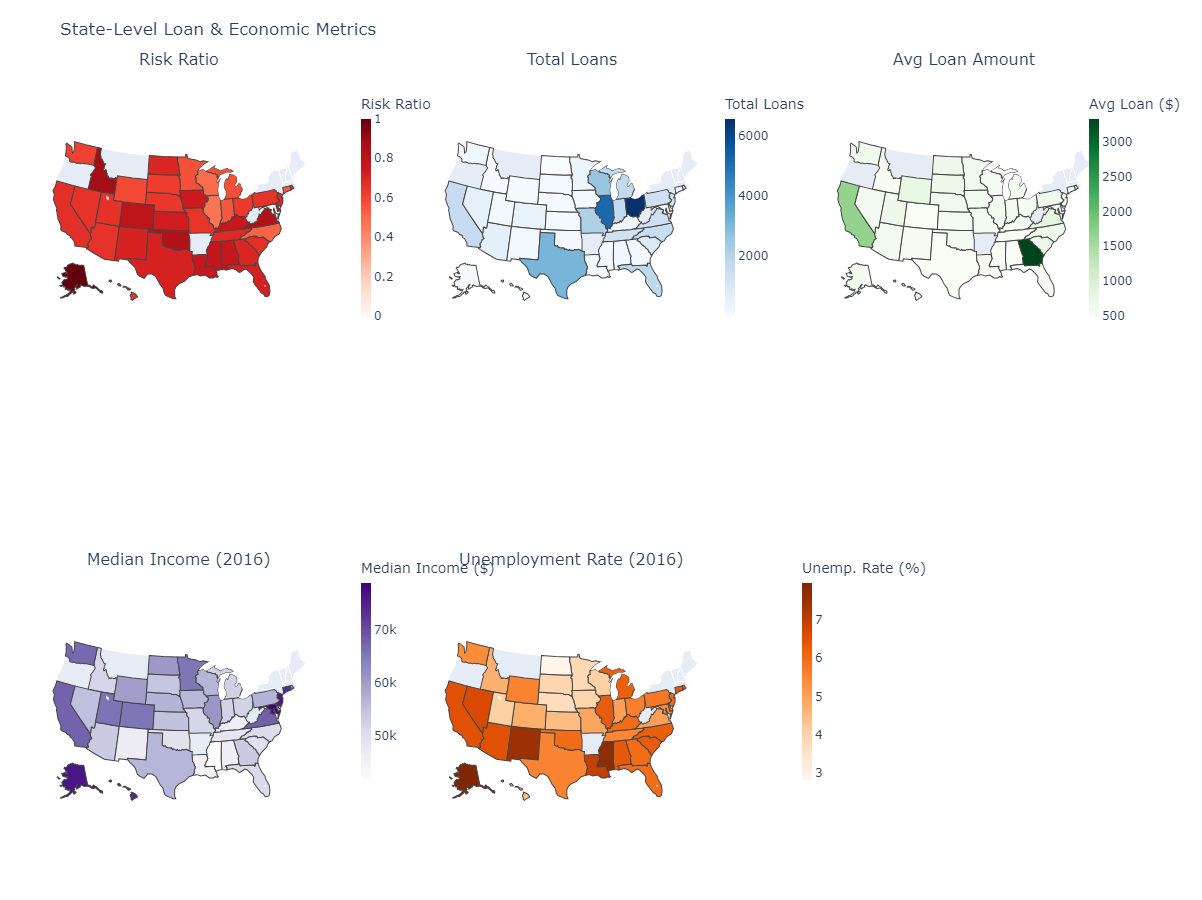 State-Level Loan & Economic Metrics
Risk Ratio
Total Loans
Avg Loan Amount
Risk Ratio
1
0.8
0.6
0.4
0.2
0
Total Loans
6000
4000
2000
Avg Loan ($)
3000
2500
2000
1500
1000
500
Median Income (2016)
Unemployment Rate (2016)
Median Income ($)
70k
60k
50k
Unemp. Rate (%)
7
6
5
4
3